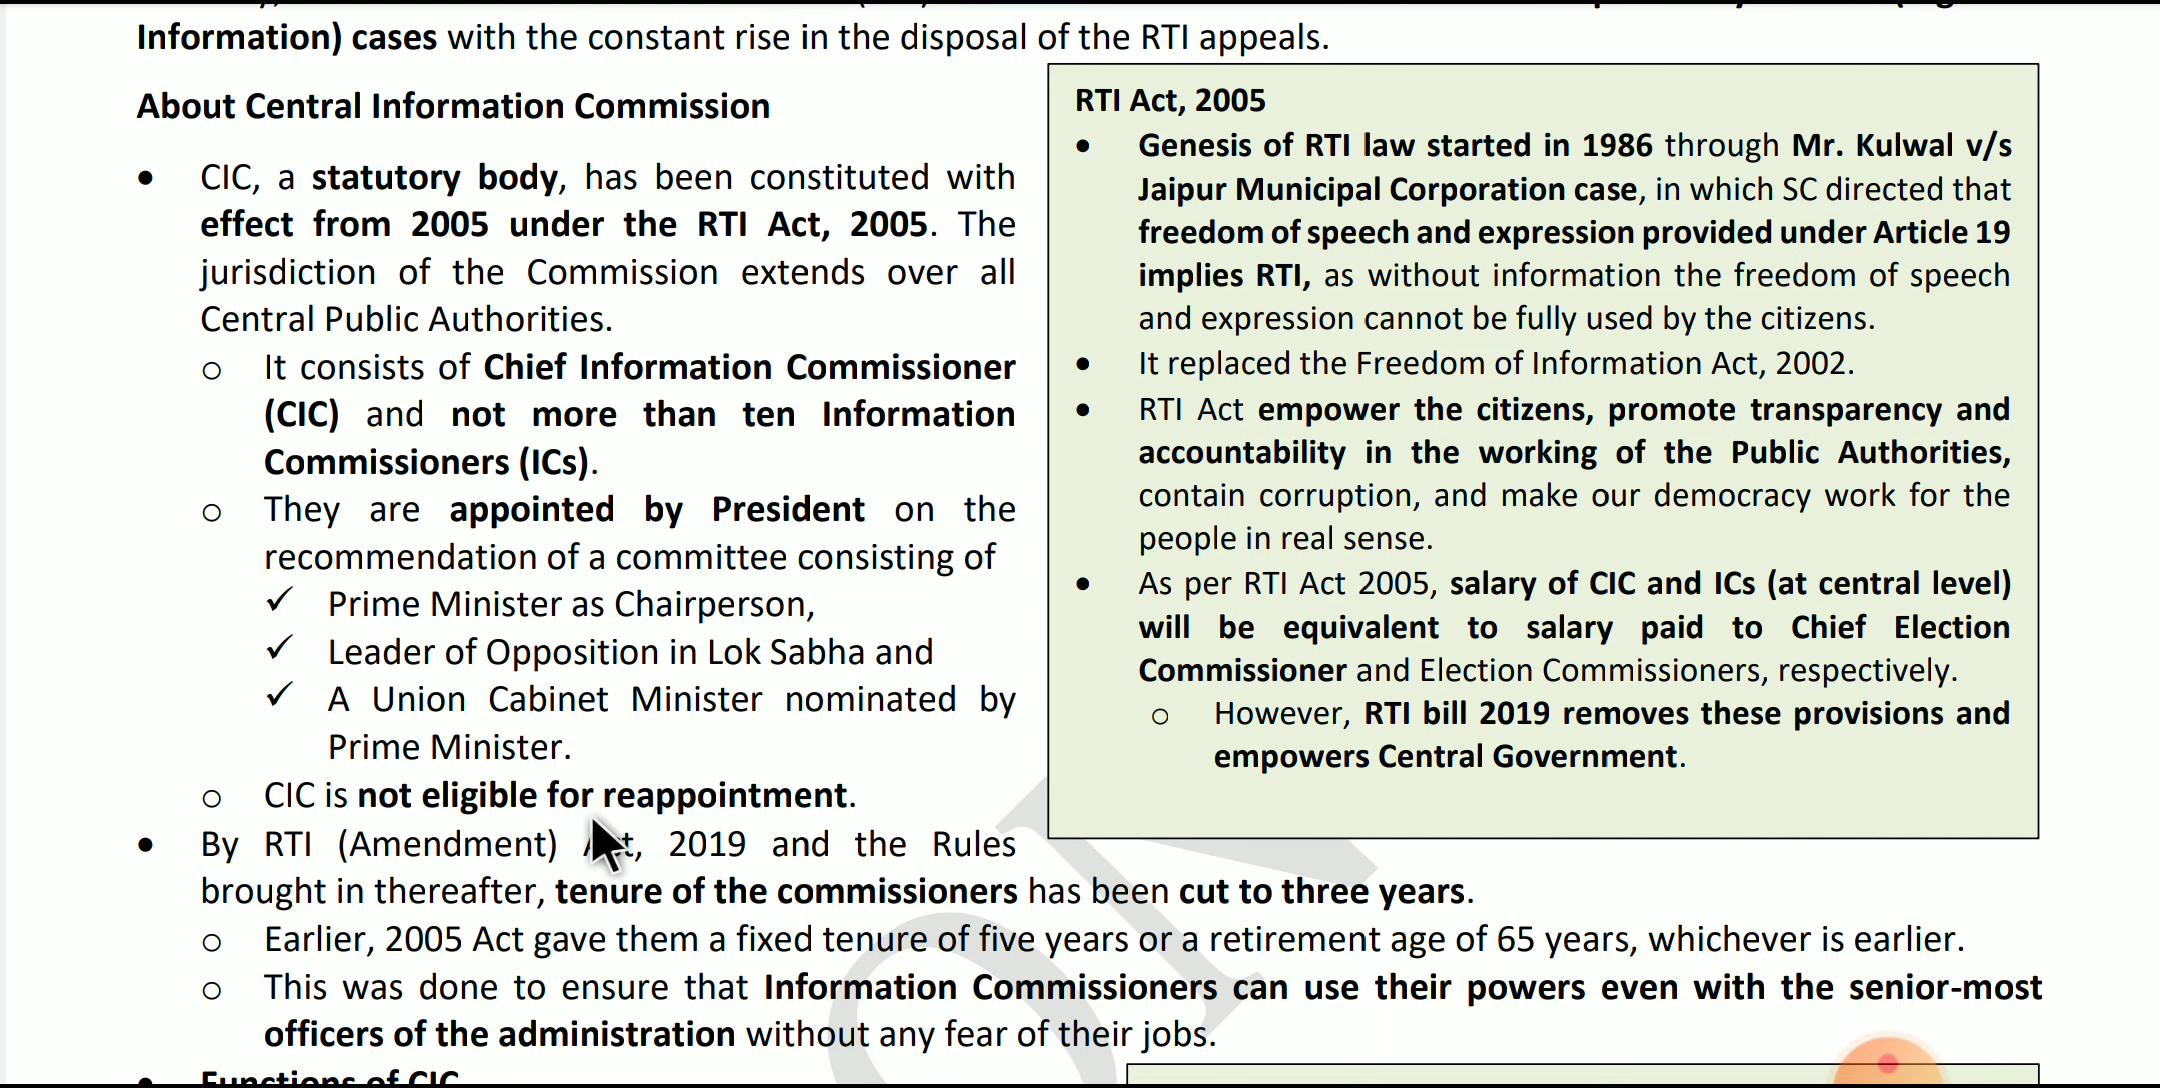 Information) cases with the constant rise in the disposal of the RTI appeals.
About Central Information Commission
• CIC, a statutory body, has been constituted with
effect from 2005 under the RTI Act, 2005. The
jurisdiction of the Commission extends over all
Central Public Authorities.
o It consists of Chief Information Commissioner
(CIC) and not more than ten Information
Commissioners (ICs).
o They are appointed by President on the
recommendation of a committee consisting of
✓ Prime Minister as Chairperson,
✓ Leader of Opposition in Lok Sabha and
✓ A Union Cabinet Minister nominated by
Prime Minister.
o CIC is not eligible for reappointment.
• By RTI (Amendment) Act, 2019 and the Rules
brought in thereafter, tenure of the commissioners has been cut to three years.
o Earlier, 2005 Act gave them a fixed tenure of five years or a retirement age of 65 years, whichever is earlier.
o This was done to ensure that Information Commissioners can use their powers even with the senior-most
officers of the administration without any fear of their jobs.
• Functions of CIC
RTI Act, 2005
• Genesis of RTI law started in 1986 through Mr. Kulwal v/s
Jaipur Municipal Corporation case, in which SC directed that
freedom of speech and expression provided under Article 19
implies RTI, as without information the freedom of speech
and expression cannot be fully used by the citizens.
• It replaced the Freedom of Information Act, 2002.
• RTI Act empower the citizens, promote transparency and
accountability in the working of the Public Authorities,
contain corruption, and make our democracy work for the
people in real sense.
• As per RTI Act 2005, salary of CIC and ICs (at central level)
will be equivalent to salary paid to Chief Election
Commissioner and Election Commissioners, respectively.
o However, RTI bill 2019 removes these provisions and
empowers Central Government.